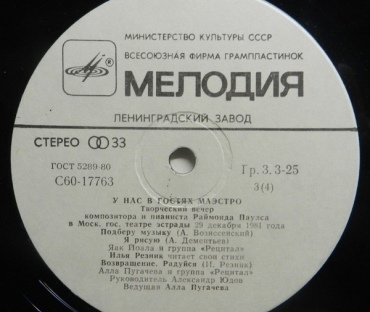 МИНИСТЕРСТВО КУЛЬТУРЫ СССР
ВСЕСОЮЗНАЯ ФИРМА ГРАМПЛАСТИНОК
МЕЛОДИЯ
ЛЕНИНГРАДСКИЙ ЗАВОД
СТЕРЕО 33
ГОСТ 5289-80
С60-17763
Гр. 3. 3-25
3(4)
У НАС В ГОСТЯХ МАЭСТРО
Творческий вечер
композитора и пианиста Раймонда Паулса
в Моск. гос. театре эстрады 29 декабря 1981 года
Подберу музыку (А. Вознесенский)
Я рисую (А. Дементьев)
Яак Йоала и группа «Рецитал»
Илья Резник читает свои стихи
Возвращение. Радуйся (И. Резник)
Алла Пугачева и группа «Рецитал»
Руководитель Александр Юдов
Ведущая Алла Пугачева